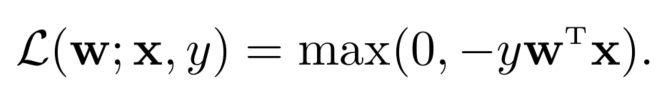 ℒ(𝐰; 𝐱, y) = max(0, −y𝐰ᵀ𝐱).